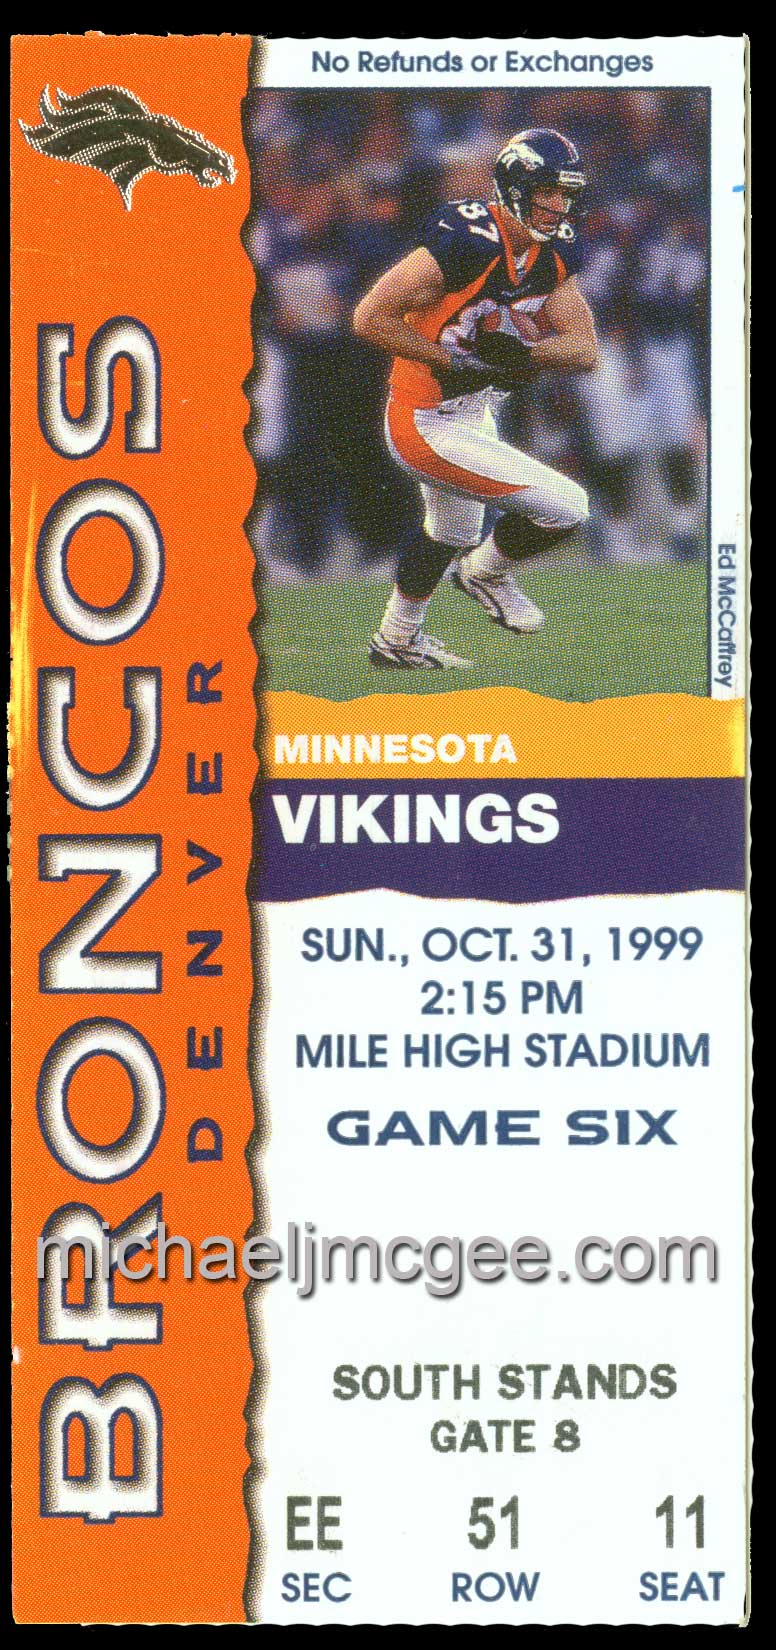 No Refunds or Exchanges
87
Ed McCaffrey
BRONCOS
DENVER
MINNESOTA
VIKINGS
SUN., OCT. 31, 1999
2:15 PM
MILE HIGH STADIUM
GAME SIX
michaeljmcgee.com
SOUTH STANDS
GATE 8
EE 51 11
SEC ROW SEAT